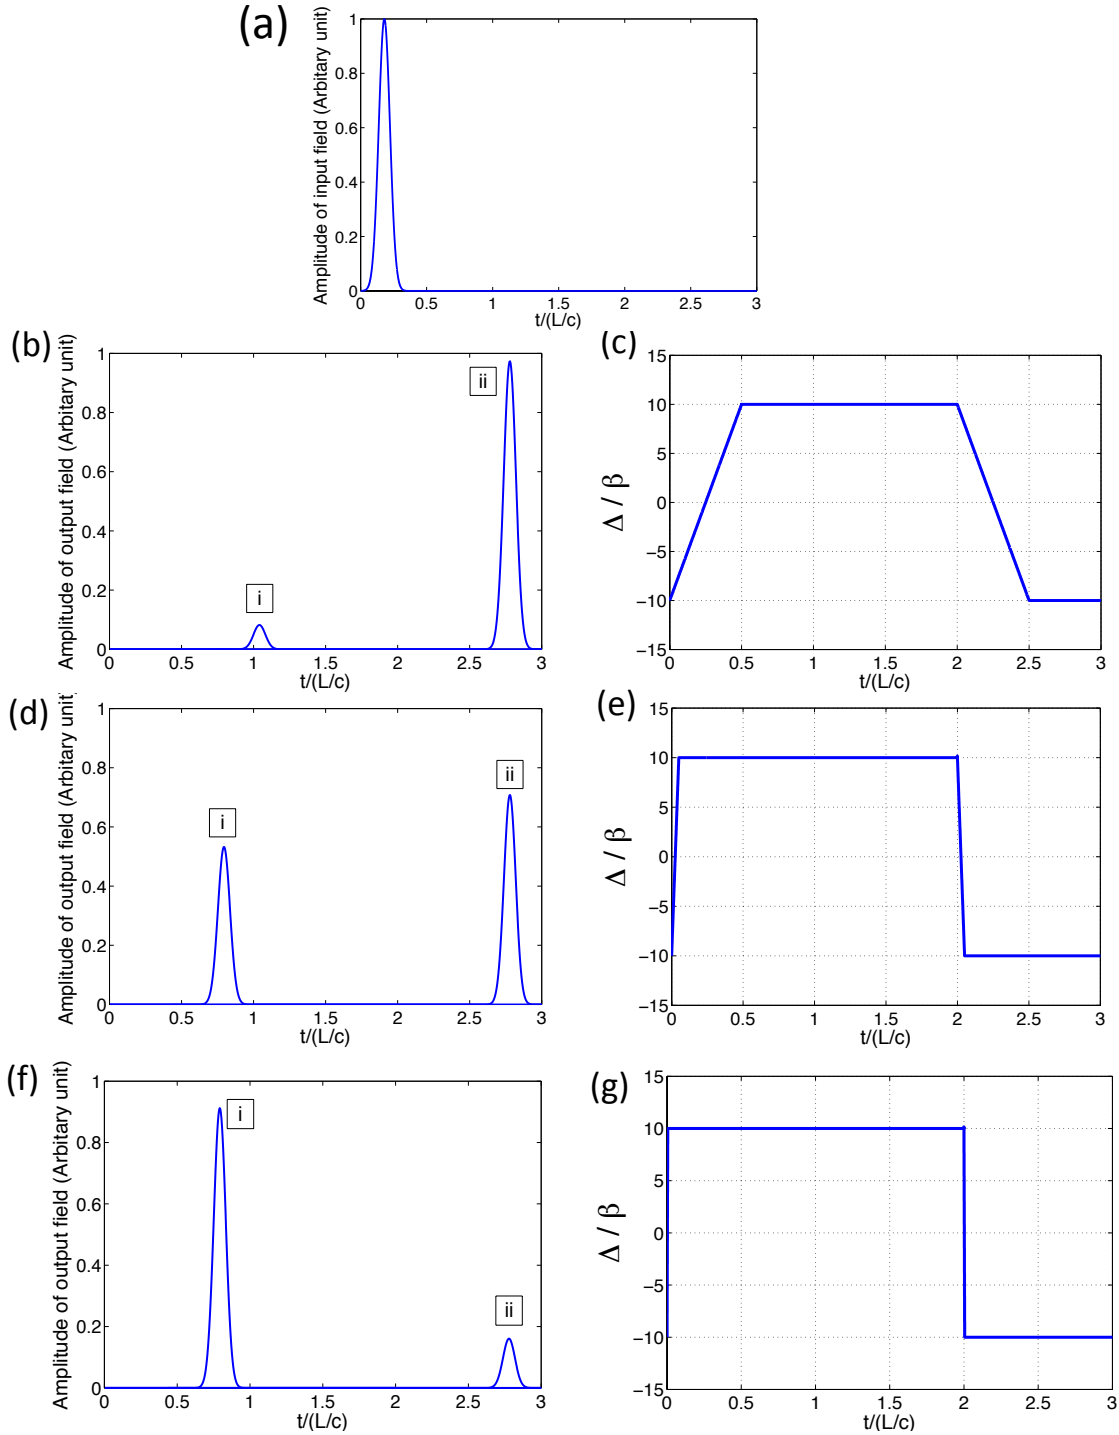 (a)
Amplitude of input field (Arbitary unit)
1
0.8
0.6
0.4
0.2
0
0 0.5 1 1.5 2 2.5 3
t/(L/c)
(b)
Amplitude of output field (Arbitary unit)
1
0.8
0.6
0.4
0.2
0
i
ii
0 0.5 1 1.5 2 2.5 3
t/(L/c)
(c)
Δ / β
15
10
5
0
−5
−10
−15
0 0.5 1 1.5 2 2.5 3
t/(L/c)
(d)
Amplitude of output field (Arbitary unit)
1
0.8
0.6
0.4
0.2
0
i
ii
0 0.5 1 1.5 2 2.5 3
t/(L/c)
(e)
Δ / β
15
10
5
0
−5
−10
−15
0 0.5 1 1.5 2 2.5 3
t/(L/c)
(f)
Amplitude of output field (Arbitary unit)
1
0.8
0.6
0.4
0.2
0
i
ii
0 0.5 1 1.5 2 2.5 3
t/(L/c)
(g)
Δ / β
15
10
5
0
−5
−10
−15
0 0.5 1 1.5 2 2.5 3
t/(L/c)